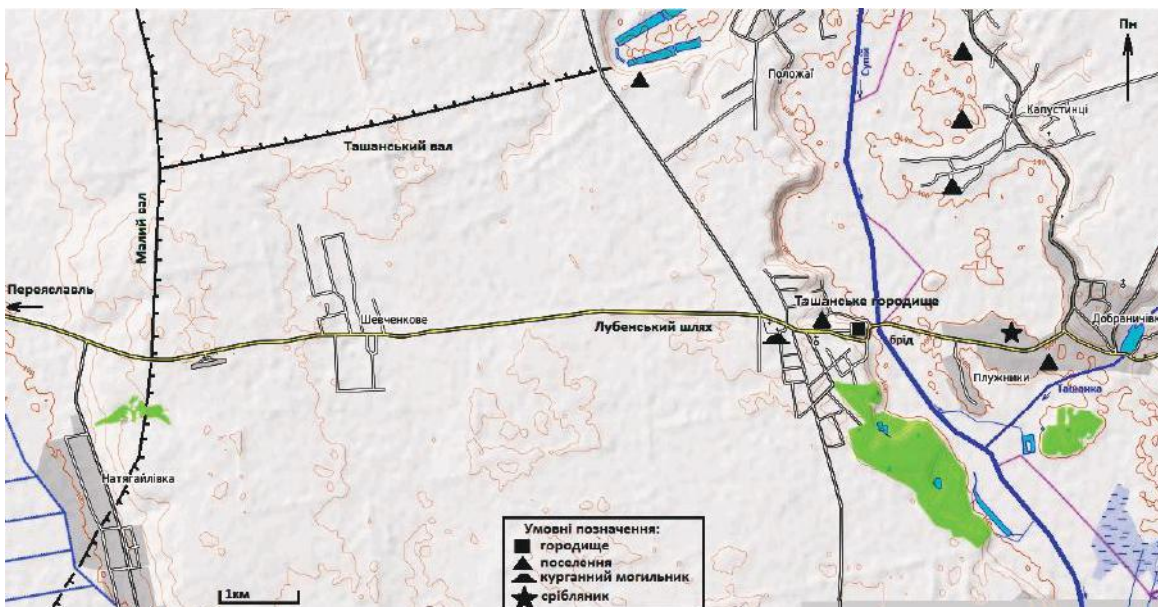 Пн
Положаї
Супій
Капустинці
Ташанський вал
Малий вал
Переяславль
Ташанське городище
Шевченкове
Лубенський шлях
Добраничівк
брід
Плужники
Ташанка
Натягайлівка
Умовні позначення:
городище
поселення
курганний могильник
срібляник
1км